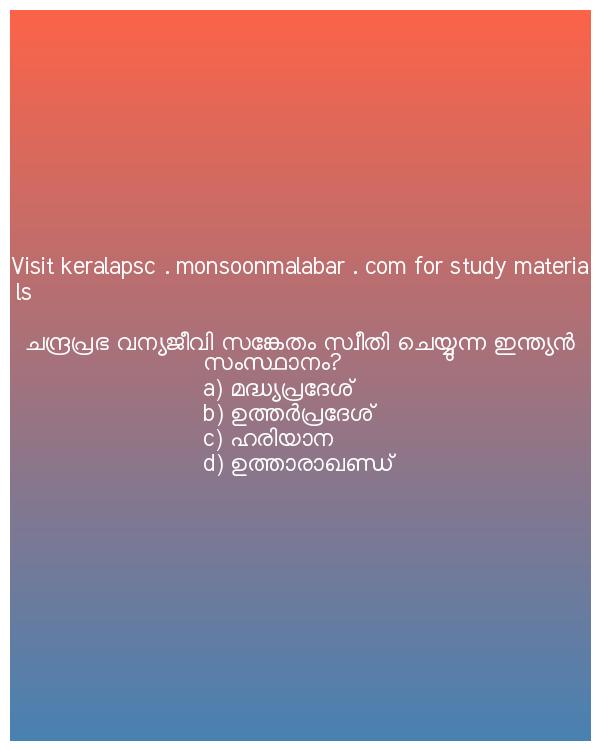 Visit keralapsc . monsoonmalabar . com for study materia
ls
ചന്ദ്രപ്രഭ വന്യജീവി സങ്കേതം സ്വീതി ചെയ്യുന്ന ഇന്ത്യൻ
സംസ്ഥാനം?
a) മദ്ധ്യപ്രദേശ്
b) ഉത്തർപ്രദേശ്
c) ഹരിയാന
d) ഉത്താരാഖണ്ഡ്